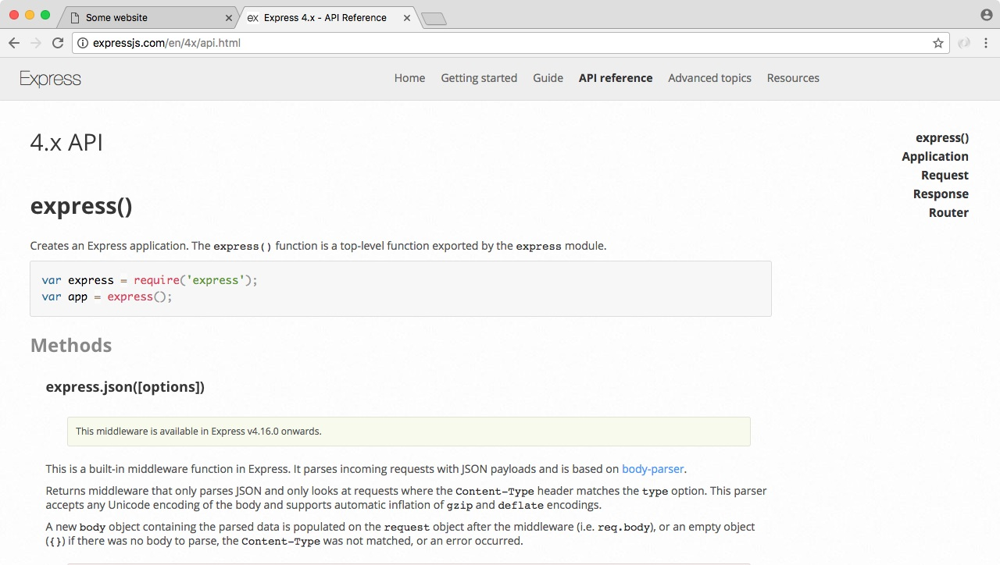 Some website
ex Express 4.x - API Reference
expressjs.com/en/4x/api.html
Express
Home Getting started Guide API reference Advanced topics Resources
4.x API
express()
Application
Request
Response
Router
express()
Creates an Express application. The express() function is a top-level function exported by the express module.
var express = require('express');
var app = express();
Methods
express.json([options])
This middleware is available in Express v4.16.0 onwards.
This is a built-in middleware function in Express. It parses incoming requests with JSON payloads and is based on body-parser.
Returns middleware that only parses JSON and only looks at requests where the Content-Type header matches the type option. This parser
accepts any Unicode encoding of the body and supports automatic inflation of gzip and deflate encodings.
A new body object containing the parsed data is populated on the request object after the middleware (i.e. req.body), or an empty object
({}) if there was no body to parse, the Content-Type was not matched, or an error occurred.